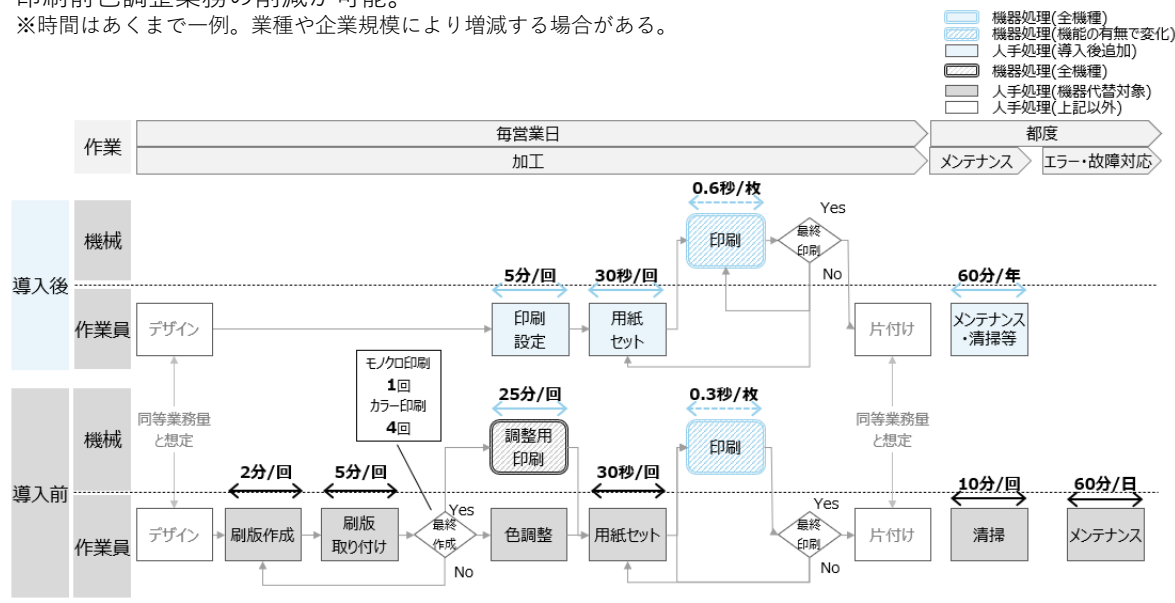 印刷前色調整業務の削減が可能。
※時間はあくまで一例。業種や企業規模により増減する場合がある。
機器処理(全機種)
機器処理(機能の有無で変化)
人手処理(導入後追加)
機器処理(全機種)
人手処理(機器代替対象)
人手処理(上記以外)
作業
毎営業日
都度
加工
メンテナンス
エラー・故障対応
導入後
機械
0.6秒/枚
印刷
最終
印刷
Yes
No
作業員
デザイン
5分/回
印刷
設定
30秒/回
用紙
セット
片付け
60分/年
メンテナンス
・清掃等
同等業務量
と想定
モノクロ印刷
1回
カラー印刷
4回
同等業務量
と想定
導入前
機械
25分/回
調整用
印刷
0.3秒/枚
印刷
作業員
デザイン
2分/回
刷版作成
5分/回
刷版
取り付け
最終
作成
Yes
No
色調整
30秒/回
用紙セット
最終
印刷
Yes
No
片付け
10分/回
清掃
60分/日
メンテナンス